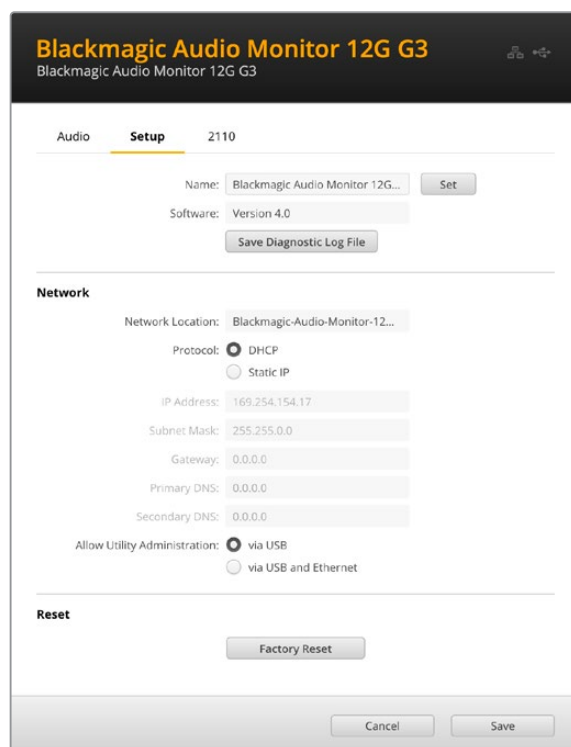 Blackmagic Audio Monitor 12G G3
Blackmagic Audio Monitor 12G G3
Audio Setup 2110
Name: Blackmagic Audio Monitor 12G... Set
Software: Version 4.0
Save Diagnostic Log File
Network
Network Location: Blackmagic-Audio-Monitor-12...
Protocol: DHCP
Static IP
IP Address: 169.254.154.17
Subnet Mask: 255.255.0.0
Gateway: 0.0.0.0
Primary DNS: 0.0.0.0
Secondary DNS: 0.0.0.0
Allow Utility Administration: via USB
via USB and Ethernet
Reset
Factory Reset
Cancel Save